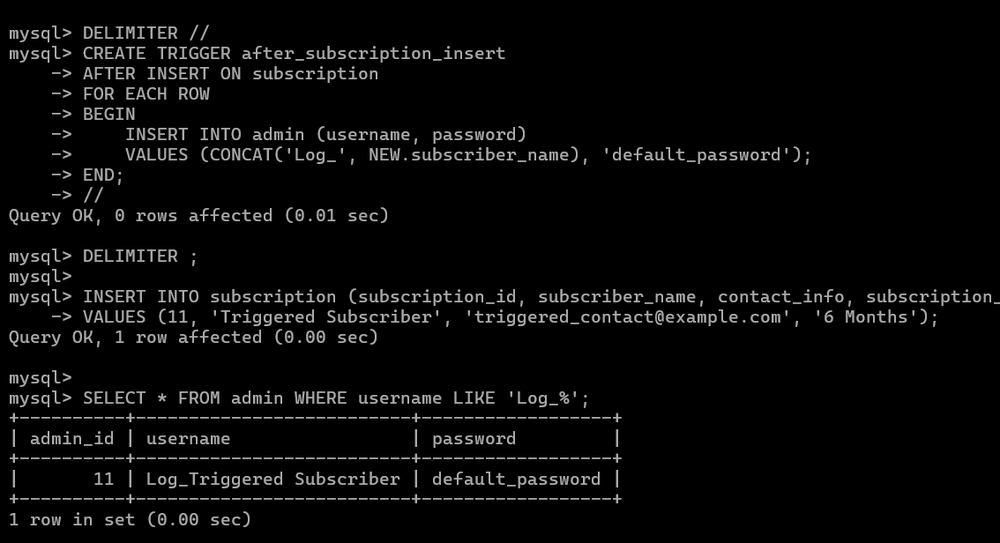 mysql> DELIMITER //
mysql> CREATE TRIGGER after_subscription_insert
    -> AFTER INSERT ON subscription
    -> FOR EACH ROW
    -> BEGIN
    ->     INSERT INTO admin (username, password)
    ->     VALUES (CONCAT('Log_', NEW.subscriber_name), 'default_password');
    -> END;
    -> //
Query OK, 0 rows affected (0.01 sec)

mysql> DELIMITER ;
mysql>
mysql> INSERT INTO subscription (subscription_id, subscriber_name, contact_info, subscription_
    -> VALUES (11, 'Triggered Subscriber', 'triggered_contact@example.com', '6 Months');
Query OK, 1 row affected (0.00 sec)

mysql>
mysql> SELECT * FROM admin WHERE username LIKE 'Log_%';
+----------+--------------------------+------------------+
| admin_id | username                 | password         |
+----------+--------------------------+------------------+
|       11 | Log_Triggered Subscriber | default_password |
+----------+--------------------------+------------------+
1 row in set (0.00 sec)